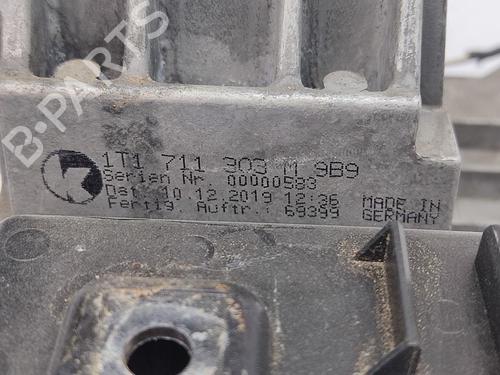 B-PARTS
K
1T1 711 303 M 9B9
Serien Nr. 00000583
Dat. 10.12.2019 12:36 MADE IN
Fertig. Auftr.: 69399 GERMANY